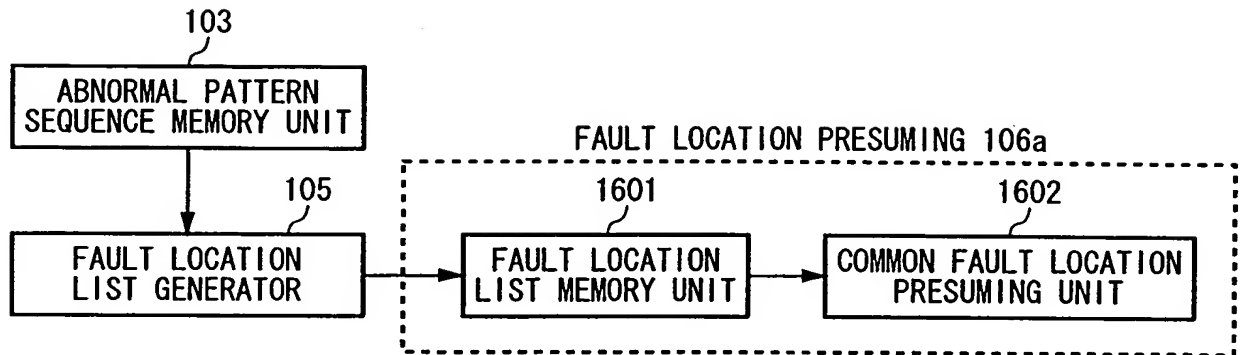 103
ABNORMAL PATTERN
SEQUENCE MEMORY UNIT
FAULT LOCATION PRESUMING 106a
105
FAULT LOCATION
LIST GENERATOR
1601
FAULT LOCATION
LIST MEMORY UNIT
1602
COMMON FAULT LOCATION
PRESUMING UNIT